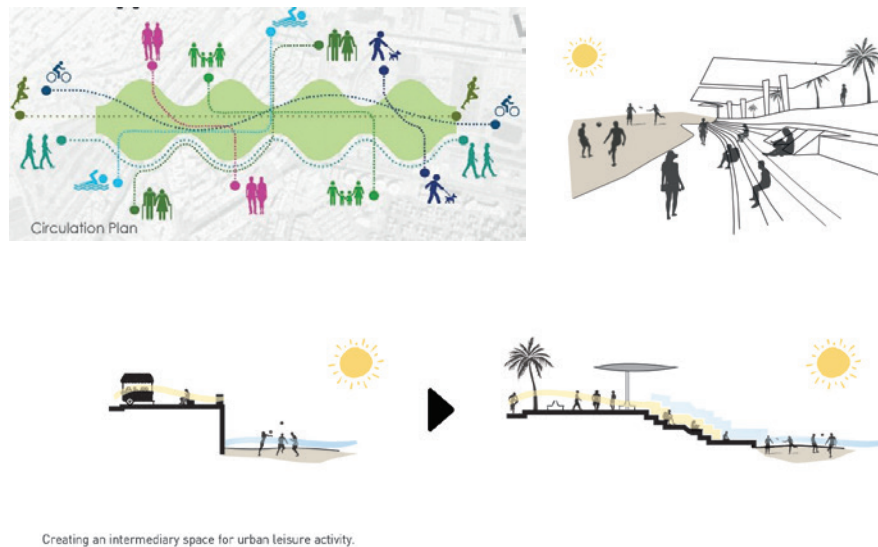 Circulation Plan
Creating an intermediary space for urban leisure activity.